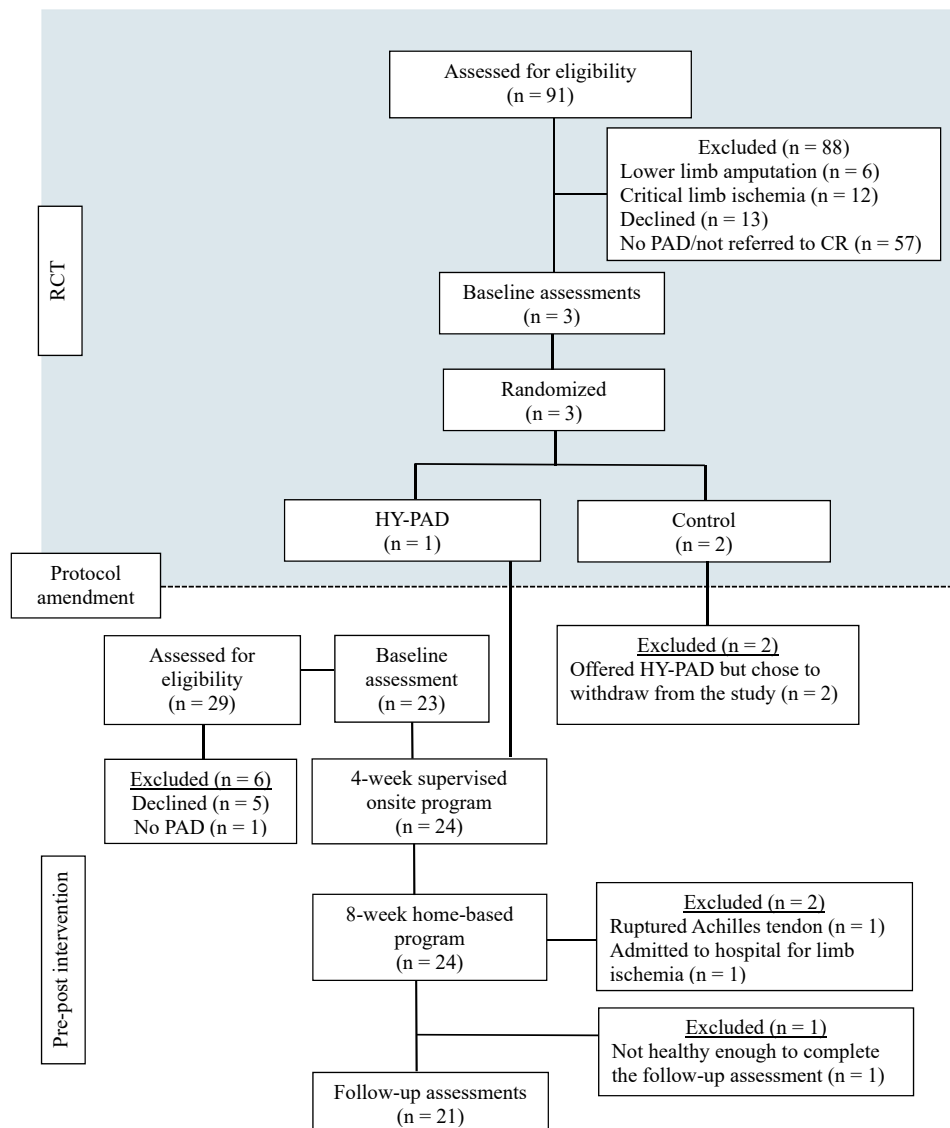 Assessed for eligibility
(n = 91)
Excluded (n = 88)
Lower limb amputation (n = 6)
Critical limb ischemia (n = 12)
Declined (n = 13)
No PAD/not referred to CR (n = 57)
RCT
Baseline assessments
(n = 3)
Randomized
(n = 3)
HY-PAD
(n = 1)
Control
(n = 2)
Protocol
amendment
Assessed for
eligibility
(n = 29)
Baseline
assessment
(n = 23)
Excluded (n = 2)
Offered HY-PAD but chose to
withdraw from the study (n = 2)
Excluded (n = 6)
Declined (n = 5)
No PAD (n = 1)
4-week supervised
onsite program
(n = 24)
Pre-post intervention
8-week home-based
program
(n = 24)
Excluded (n = 2)
Ruptured Achilles tendon (n = 1)
Admitted to hospital for limb
ischemia (n = 1)
Excluded (n = 1)
Not healthy enough to complete
the follow-up assessment (n = 1)
Follow-up assessments
(n = 21)